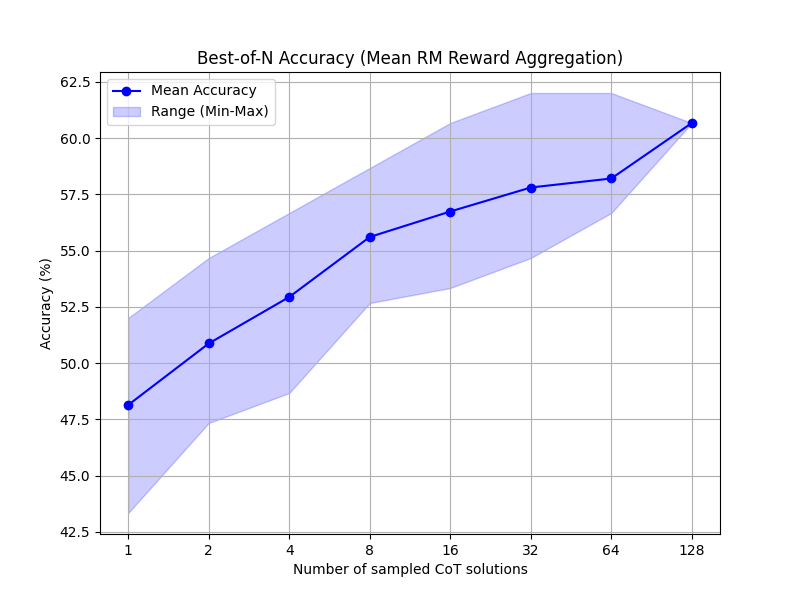 Best-of-N Accuracy (Mean RM Reward Aggregation)
Mean Accuracy
Range (Min-Max)
62.5
60.0
57.5
55.0
52.5
50.0
47.5
45.0
42.5
Accuracy (%)
1 2 4 8 16 32 64 128
Number of sampled CoT solutions